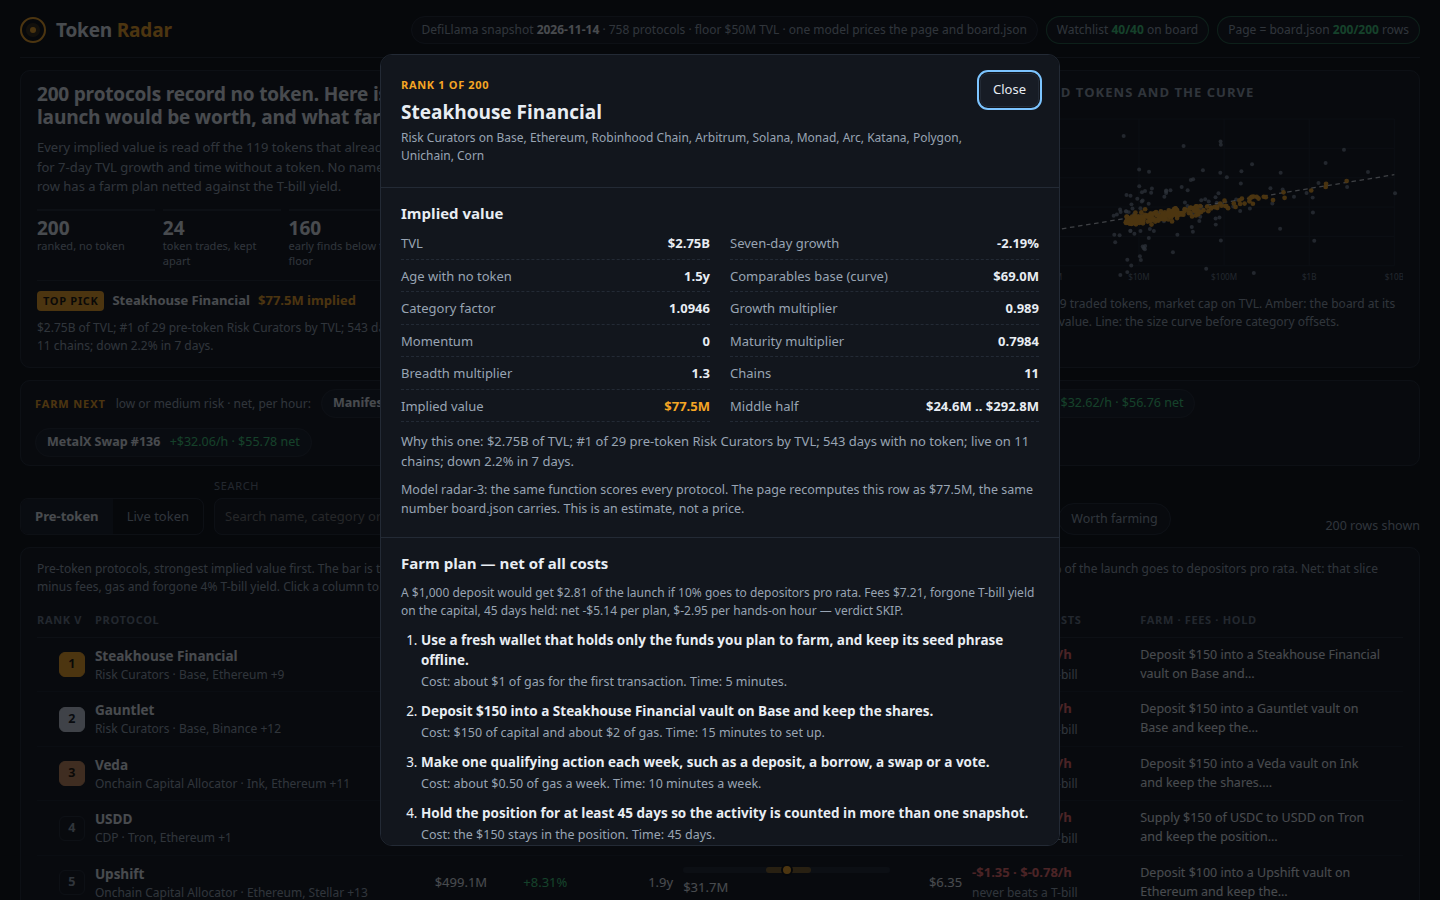 Token Radar
DefiLlama snapshot 2026-11-14 · 758 protocols · floor $50M TVL · one model prices the page and board.json
Watchlist 40/40 on board
Page = board.json 200/200 rows
200 protocols record no token. Here i
launch would be worth, and what far
Every implied value is read off the 119 tokens that alrea
for 7-day TVL growth and time without a token. No name
row has a farm plan netted against the T-bill yield.
200
ranked, no token
24
token trades, kept
apart
160
early finds below
floor
TOP PICK
Steakhouse Financial $77.5M implied
$2.75B of TVL; #1 of 29 pre-token Risk Curators by TVL; 543 d
11 chains; down 2.2% in 7 days.
D TOKENS AND THE CURVE
$10M
$100M
$1B
$10B
9 traded tokens, market cap on TVL. Amber: the board at its
value. Line: the size curve before category offsets.
FARM NEXT
low or medium risk · net, per hour:
Manifes
$32.62/h · $56.76 net
MetalX Swap #136 +$32.06/h · $55.78 net
SEARCH
Pre-token
Live token
Search name, category or
Worth farming
200 rows shown
Pre-token protocols, strongest implied value first. The bar is t
of the launch goes to depositors pro rata. Net: that slice
minus fees, gas and forgone 4% T-bill yield. Click a column to
RANK V
PROTOCOL
STS
FARM · FEES · HOLD
1
Steakhouse Financial
Risk Curators · Base, Ethereum +9
/h
-bill
Deposit $150 into a Steakhouse Financial
vault on Base and...
2
Gauntlet
Risk Curators · Base, Binance +12
/h
-bill
Deposit $150 into a Gauntlet vault on
Base and keep the...
3
Veda
Onchain Capital Allocator · Ink, Ethereum +11
/h
-bill
Deposit $150 into a Veda vault on Ink
and keep the shares....
4
USDD
CDP · Tron, Ethereum +1
/h
-bill
Supply $150 of USDC to USDD on Tron
and keep the position...
5
Upshift
Onchain Capital Allocator · Ethereum, Stellar +13
$499.1M
+8.31%
1.9y
$31.7M
$6.35
-$1.35 · $-0.78/h
never beats a T-bill
Deposit $100 into a Upshift vault on
Ethereum and keep the...
RANK 1 OF 200
Close
Steakhouse Financial
Risk Curators on Base, Ethereum, Robinhood Chain, Arbitrum, Solana, Monad, Arc, Katana, Polygon,
Unichain, Corn
Implied value
TVL $2.75B
Seven-day growth -2.19%
Age with no token 1.5y
Comparables base (curve) $69.0M
Category factor 1.0946
Growth multiplier 0.989
Momentum 0
Maturity multiplier 0.7984
Breadth multiplier 1.3
Chains 11
Implied value $77.5M
Middle half $24.6M .. $292.8M
Why this one: $2.75B of TVL; #1 of 29 pre-token Risk Curators by TVL; 543 days with no token; live on 11
chains; down 2.2% in 7 days.
Model radar-3: the same function scores every protocol. The page recomputes this row as $77.5M, the same
number board.json carries. This is an estimate, not a price.
Farm plan — net of all costs
A $1,000 deposit would get $2.81 of the launch if 10% goes to depositors pro rata. Fees $7.21, forgone T-bill yield
on the capital, 45 days held: net -$5.14 per plan, $-2.95 per hands-on hour — verdict SKIP.
1. Use a fresh wallet that holds only the funds you plan to farm, and keep its seed phrase
offline.
Cost: about $1 of gas for the first transaction. Time: 5 minutes.
2. Deposit $150 into a Steakhouse Financial vault on Base and keep the shares.
Cost: $150 of capital and about $2 of gas. Time: 15 minutes to set up.
3. Make one qualifying action each week, such as a deposit, a borrow, a swap or a vote.
Cost: about $0.50 of gas a week. Time: 10 minutes a week.
4. Hold the position for at least 45 days so the activity is counted in more than one snapshot.
Cost: the $150 stays in the position. Time: 45 days.